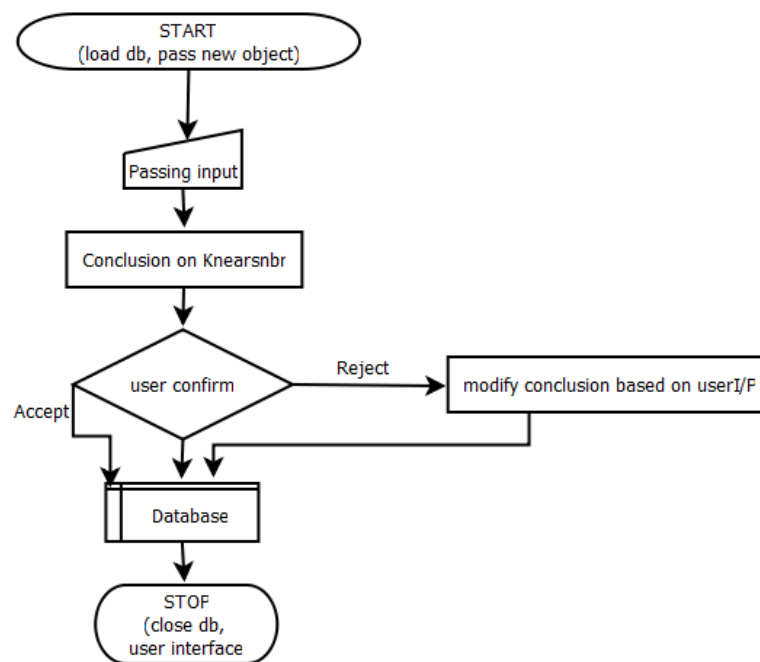 START
(load db, pass new object)
Passing input
Conclusion on Knearsnbr
user confirm
Reject
modify conclusion based on userI/F
Accept
Database
STOP
(close db,
user interface